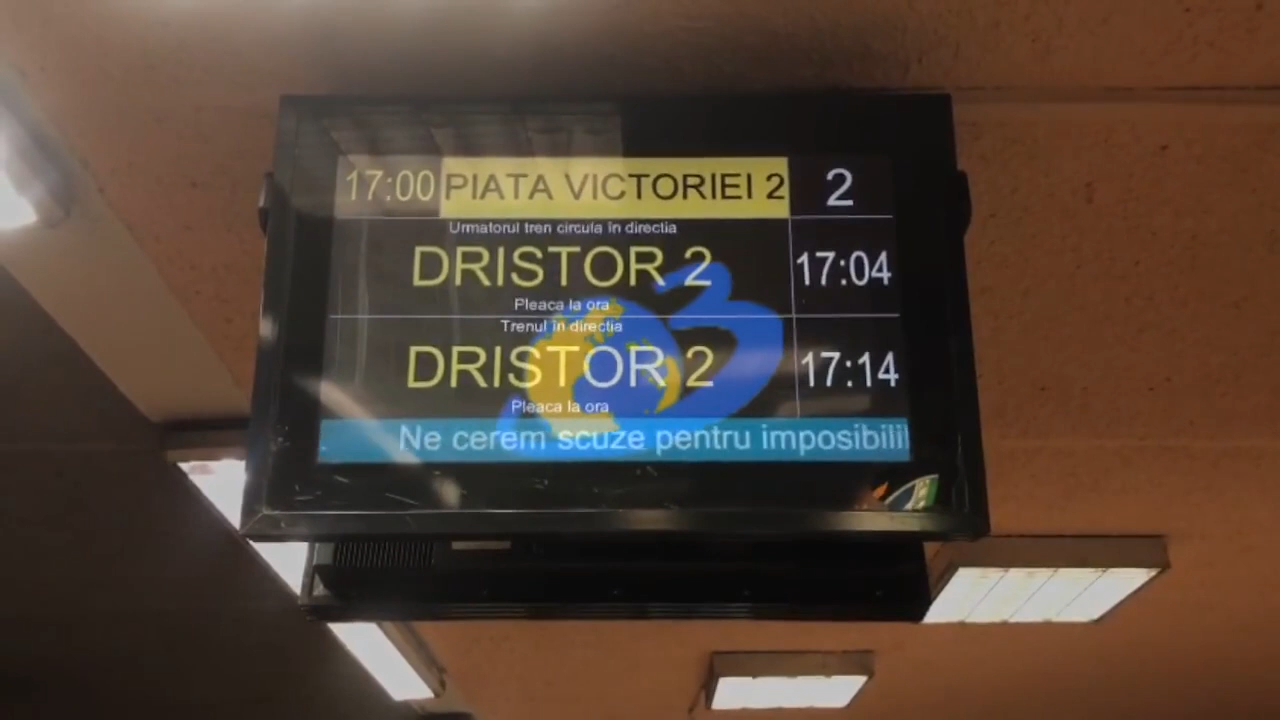 17:00 PIATA VICTORIEI 2 2
Urmatorul tren circula în directia
DRISTOR 2 17:04
Pleaca la ora
Trenul în directia
DRISTOR 2 17:14
Pleaca la ora
Ne cerem scuze pentru imposibili